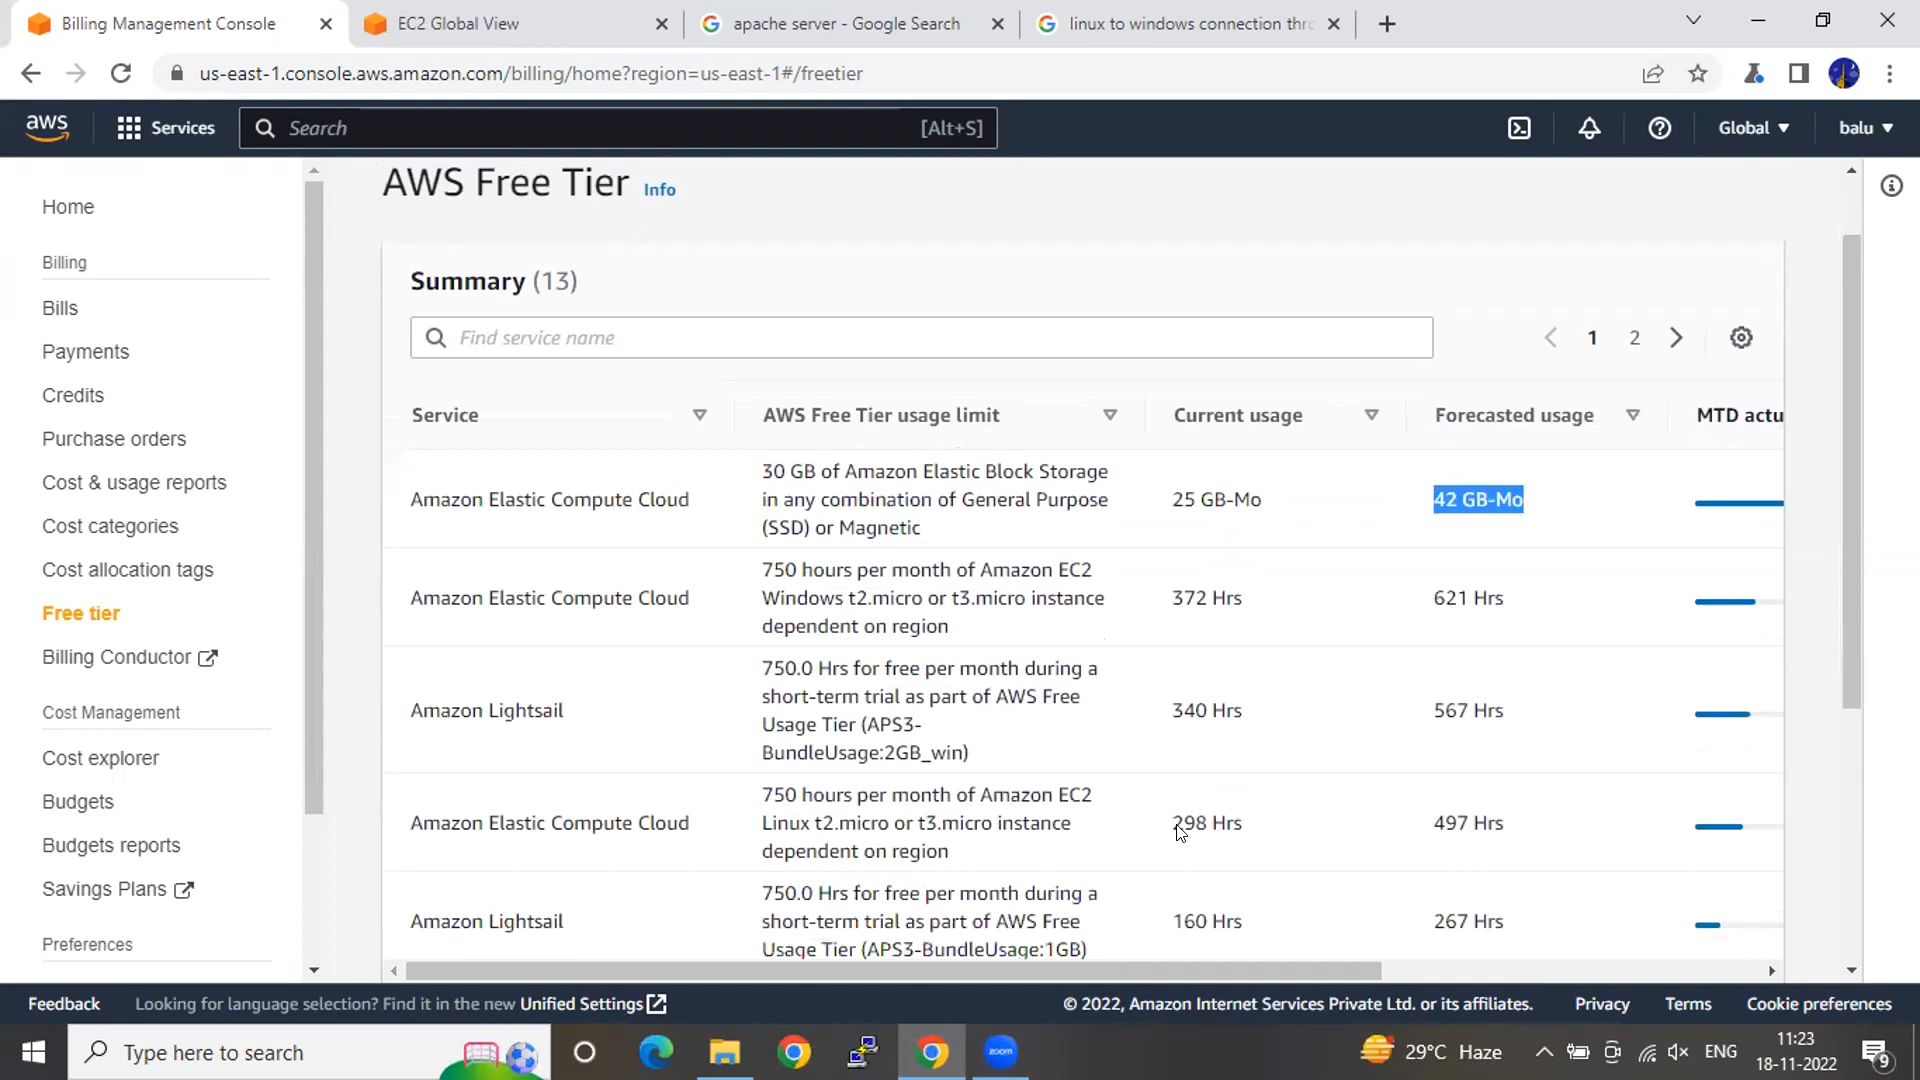 Billing Management Console
EC2 Global View
apache server - Google Search
linux to windows connection thro
us-east-1.console.aws.amazon.com/billing/home?region=us-east-1#/freetier
aws
Services
Search
[Alt+S]
Global
balu
Home
Billing
Bills
Payments
Credits
Purchase orders
Cost & usage reports
Cost categories
Cost allocation tags
Free tier
Billing Conductor
Cost Management
Cost explorer
Budgets
Budgets reports
Savings Plans
Preferences
AWS Free Tier Info
Summary (13)
Find service name
1 2
Service AWS Free Tier usage limit Current usage Forecasted usage MTD actu
Amazon Elastic Compute Cloud
30 GB of Amazon Elastic Block Storage
in any combination of General Purpose
(SSD) or Magnetic
25 GB-Mo
42 GB-Mo
Amazon Elastic Compute Cloud
750 hours per month of Amazon EC2
Windows t2.micro or t3.micro instance
dependent on region
372 Hrs
621 Hrs
Amazon Lightsail
750.0 Hrs for free per month during a
short-term trial as part of AWS Free
Usage Tier (APS3-
BundleUsage:2GB_win)
340 Hrs
567 Hrs
Amazon Elastic Compute Cloud
750 hours per month of Amazon EC2
Linux t2.micro or t3.micro instance
dependent on region
298 Hrs
497 Hrs
Amazon Lightsail
750.0 Hrs for free per month during a
short-term trial as part of AWS Free
Usage Tier (APS3-BundleUsage:1GB)
160 Hrs
267 Hrs
Feedback
Looking for language selection? Find it in the new Unified Settings
© 2022, Amazon Internet Services Private Ltd. or its affiliates.
Privacy
Terms
Cookie preferences
Type here to search
zoom
29°C Haze
ENG
11:23
18-11-2022
9